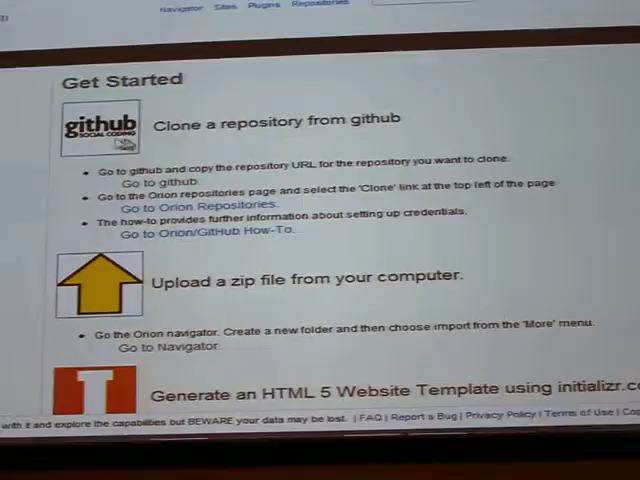 Navigator Sites Plugins Repositories
Get Started
github
SOCIAL CODING
Clone a repository from github
Go to github and copy the repository URL for the repository you want to clone.
Go to github.
Go to the Orion repositories page and select the 'Clone' link at the top left of the page
Go to Orion Repositories.
The how-to provides further information about setting up credentials.
Go to Orion/GitHub How-To.
Upload a zip file from your computer.
Go the Orion navigator. Create a new folder and then choose import from the 'More' menu.
Go to Navigator.
Generate an HTML 5 Website Template using initializr.co
with it and explore the capabilities but BEWARE your data may be lost. | FAQ | Report a Bug | Privacy Policy | Terms of Use | Cop